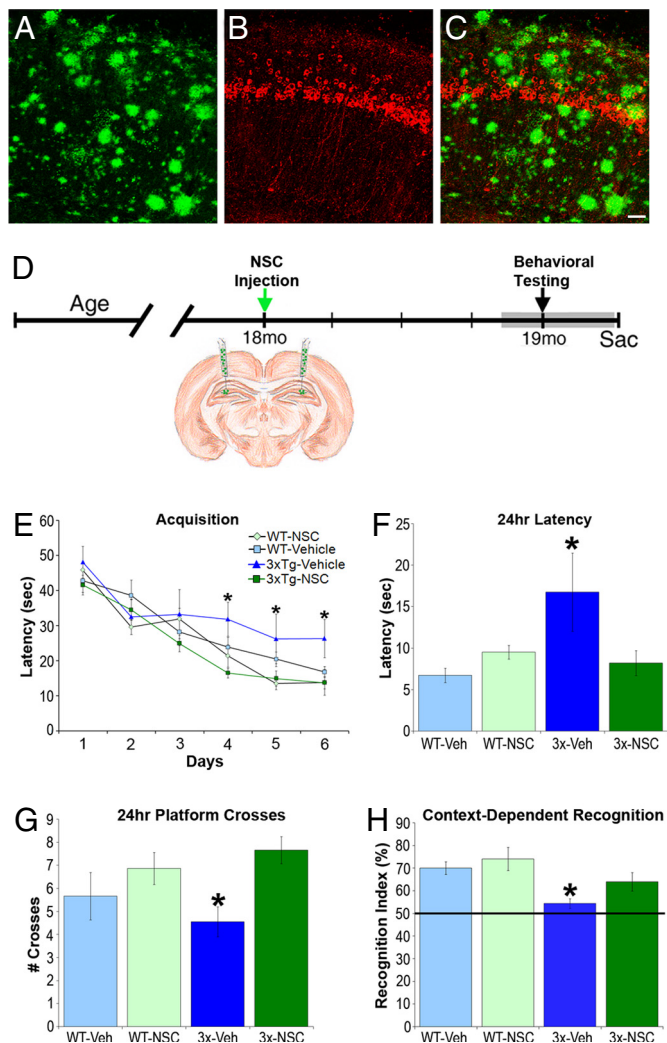 A
B
C
D
NSC
Injection
Behavioral
Testing
Age
18mo
19mo
Sac
E
Acquisition
WT-NSC
WT-Vehicle
3xTg-Vehicle
3xTg-NSC
Latency (sec)
60
50
40
30
20
10
0
*
*
*
1 2 3 4 5 6
Days
F
24hr Latency
Latency (sec)
25
20
15
10
5
0
*
WT-Veh WT-NSC 3x-Veh 3x-NSC
G
24hr Platform Crosses
# Crosses
9
8
7
6
5
4
3
2
1
0
*
WT-Veh WT-NSC 3x-Veh 3x-NSC
H
Context-Dependent Recognition
Recognition Index (%)
90
80
70
60
50
40
30
20
10
0
*
WT-Veh WT-NSC 3x-Veh 3x-NSC